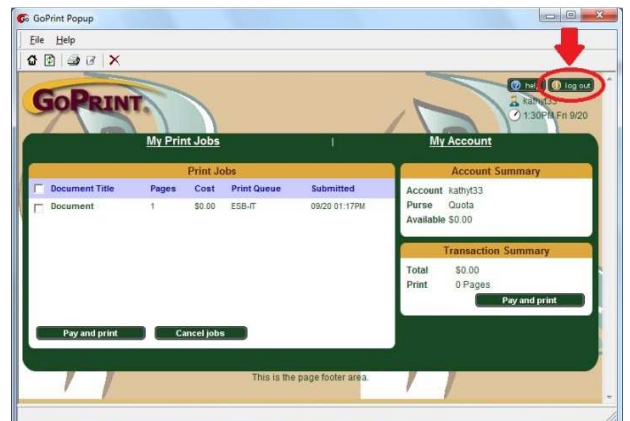 GoPrint Popup
File Help
GOPRINT.
help log out
kathyt33
1:30PM Fri 9/20
My Print Jobs | My Account
Print Jobs
Document Title Pages Cost Print Queue Submitted
Document 1 $0.00 ESB-IT 09/20 01:17PM
Pay and print Cancel jobs
Account Summary
Account kathyt33
Purse Quota
Available $0.00
Transaction Summary
Total $0.00
Print 0 Pages
Pay and print
This is the page footer area.